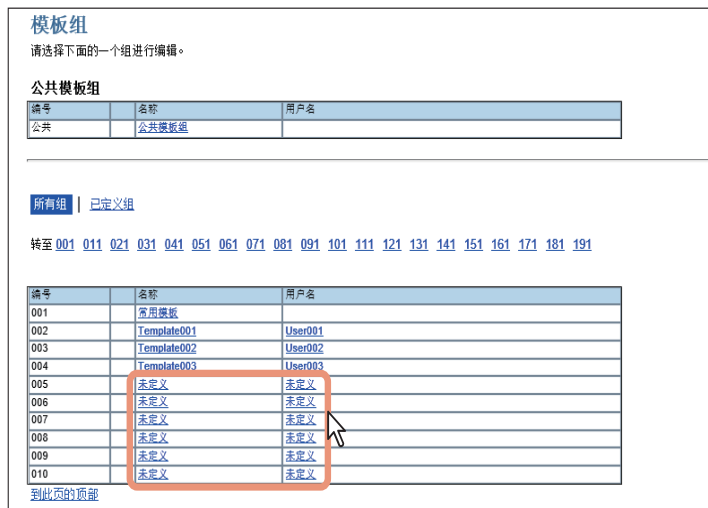 模板组
请选择下面的一个组进行编辑。
公共模板组
编号 名称 用户名
公共 公共模板组
所有组 | 已定义组
转至 001 011 021 031 041 051 061 071 081 091 101 111 121 131 141 151 161 171 181 191
编号 名称 用户名
001 常用模板
002 Template001 User001
003 Template002 User002
004 Template003 User003
005 未定义 未定义
006 未定义 未定义
007 未定义 未定义
008 未定义 未定义
009 未定义 未定义
010 未定义 未定义
到此页的顶部